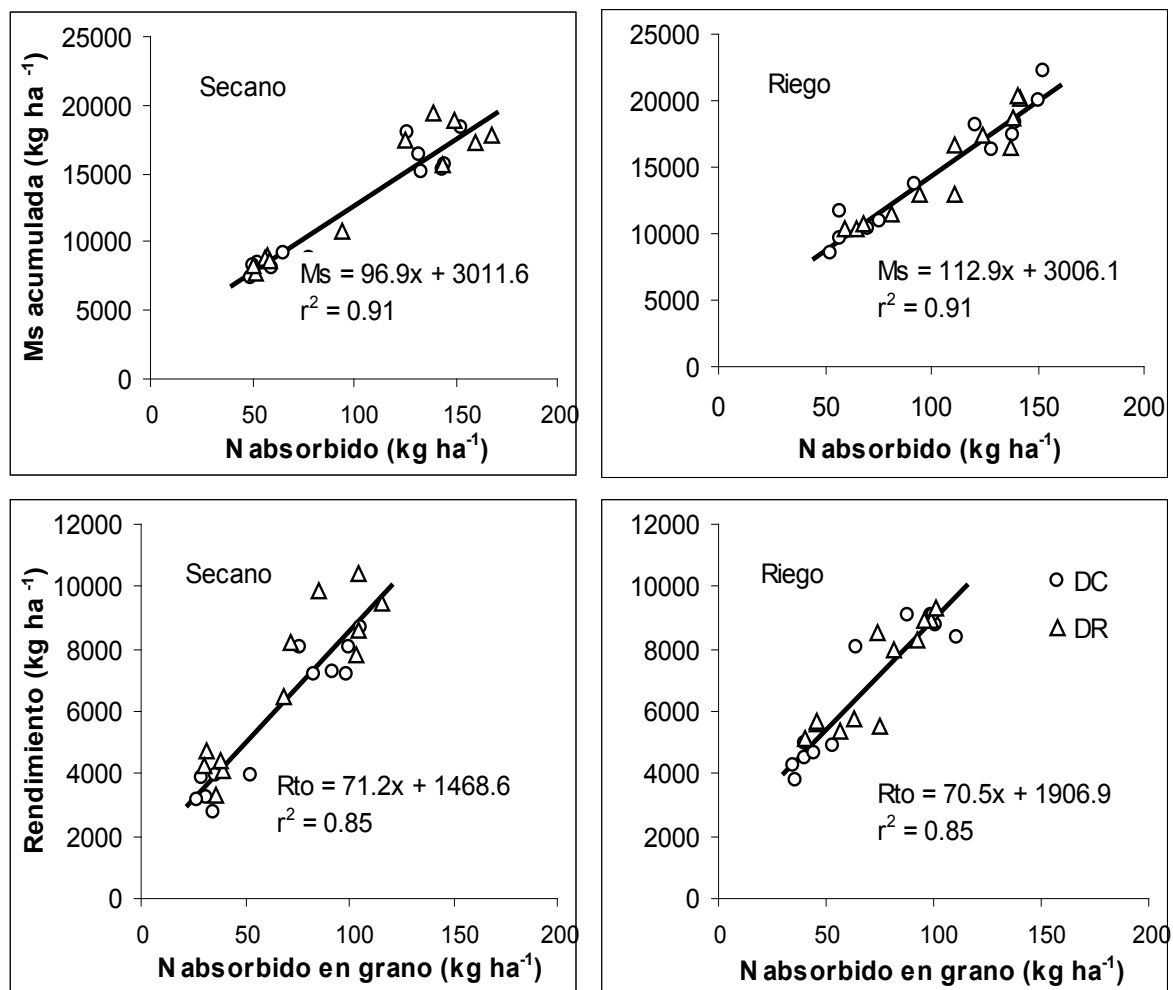 25000
20000
15000
10000
5000
0
Secano
Ms = 96.9x + 3011.6
r² = 0.91
0 50 100 150 200
N absorbido (kg ha⁻¹)
Ms acumulada (kg ha ⁻¹)
25000
20000
15000
10000
5000
0
Riego
Ms = 112.9x + 3006.1
r² = 0.91
0 50 100 150 200
N absorbido (kg ha⁻¹)
12000
10000
8000
6000
4000
2000
0
Secano
Rto = 71.2x + 1468.6
r² = 0.85
0 50 100 150 200
N absorbido en grano (kg ha⁻¹)
Rendimiento (kg ha⁻¹)
12000
10000
8000
6000
4000
2000
0
Riego
DC
DR
Rto = 70.5x + 1906.9
r² = 0.85
0 50 100 150 200
N absorbido en grano (kg ha⁻¹)